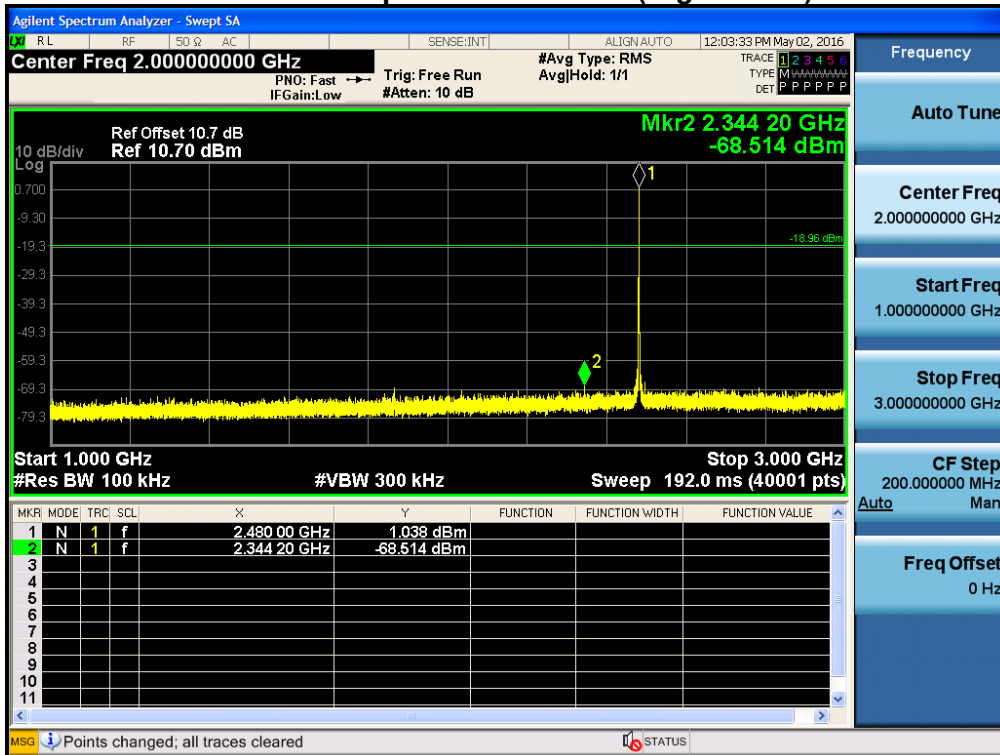 Agilent Spectrum Analyzer - Swept SA
LXI RL RF 50 Ω AC SENSE:INT ALIGN AUTO 12:03:33 PM May 02, 2016
Center Freq 2.000000000 GHz
PNO: Fast
IFGain:Low
Trig: Free Run
#Atten: 10 dB
#Avg Type: RMS
Avg|Hold: 1/1
TRACE 1 2 3 4 5 6
TYPE M
DET P P P P P P
Mkr2 2.344 20 GHz
-68.514 dBm
Ref Offset 10.7 dB
10 dB/div Ref 10.70 dBm
Log
1
0.700
-9.30
-18.96 dBm
-19.3
-29.3
-39.3
-49.3
-59.3
2
-69.3
-79.3
Start 1.000 GHz Stop 3.000 GHz
#Res BW 100 kHz #VBW 300 kHz Sweep 192.0 ms (40001 pts)
MKR MODE TRC SCL X Y FUNCTION FUNCTION WIDTH FUNCTION VALUE
1 N 1 f 2.480 00 GHz 1.038 dBm
2 N 1 f 2.344 20 GHz -68.514 dBm
3
4
5
6
7
8
9
10
11
MSG Points changed; all traces cleared STATUS
Frequency
Auto Tune
Center Freq
2.000000000 GHz
Start Freq
1.000000000 GHz
Stop Freq
3.000000000 GHz
CF Step
200.000000 MHz
Auto Man
Freq Offset
0 Hz